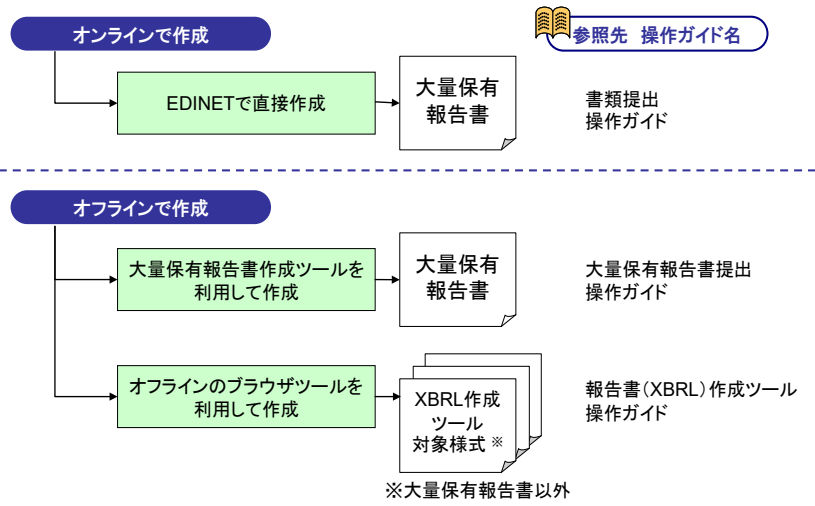 オンラインで作成
参照先 操作ガイド名
EDINETで直接作成
大量保有
報告書
書類提出
操作ガイド
オフラインで作成
大量保有報告書作成ツールを
利用して作成
大量保有
報告書
大量保有報告書提出
操作ガイド
オフラインのブラウザツールを
利用して作成
XBRL作成
ツール
対象様式 ※
報告書（XBRL）作成ツール
操作ガイド
※大量保有報告書以外